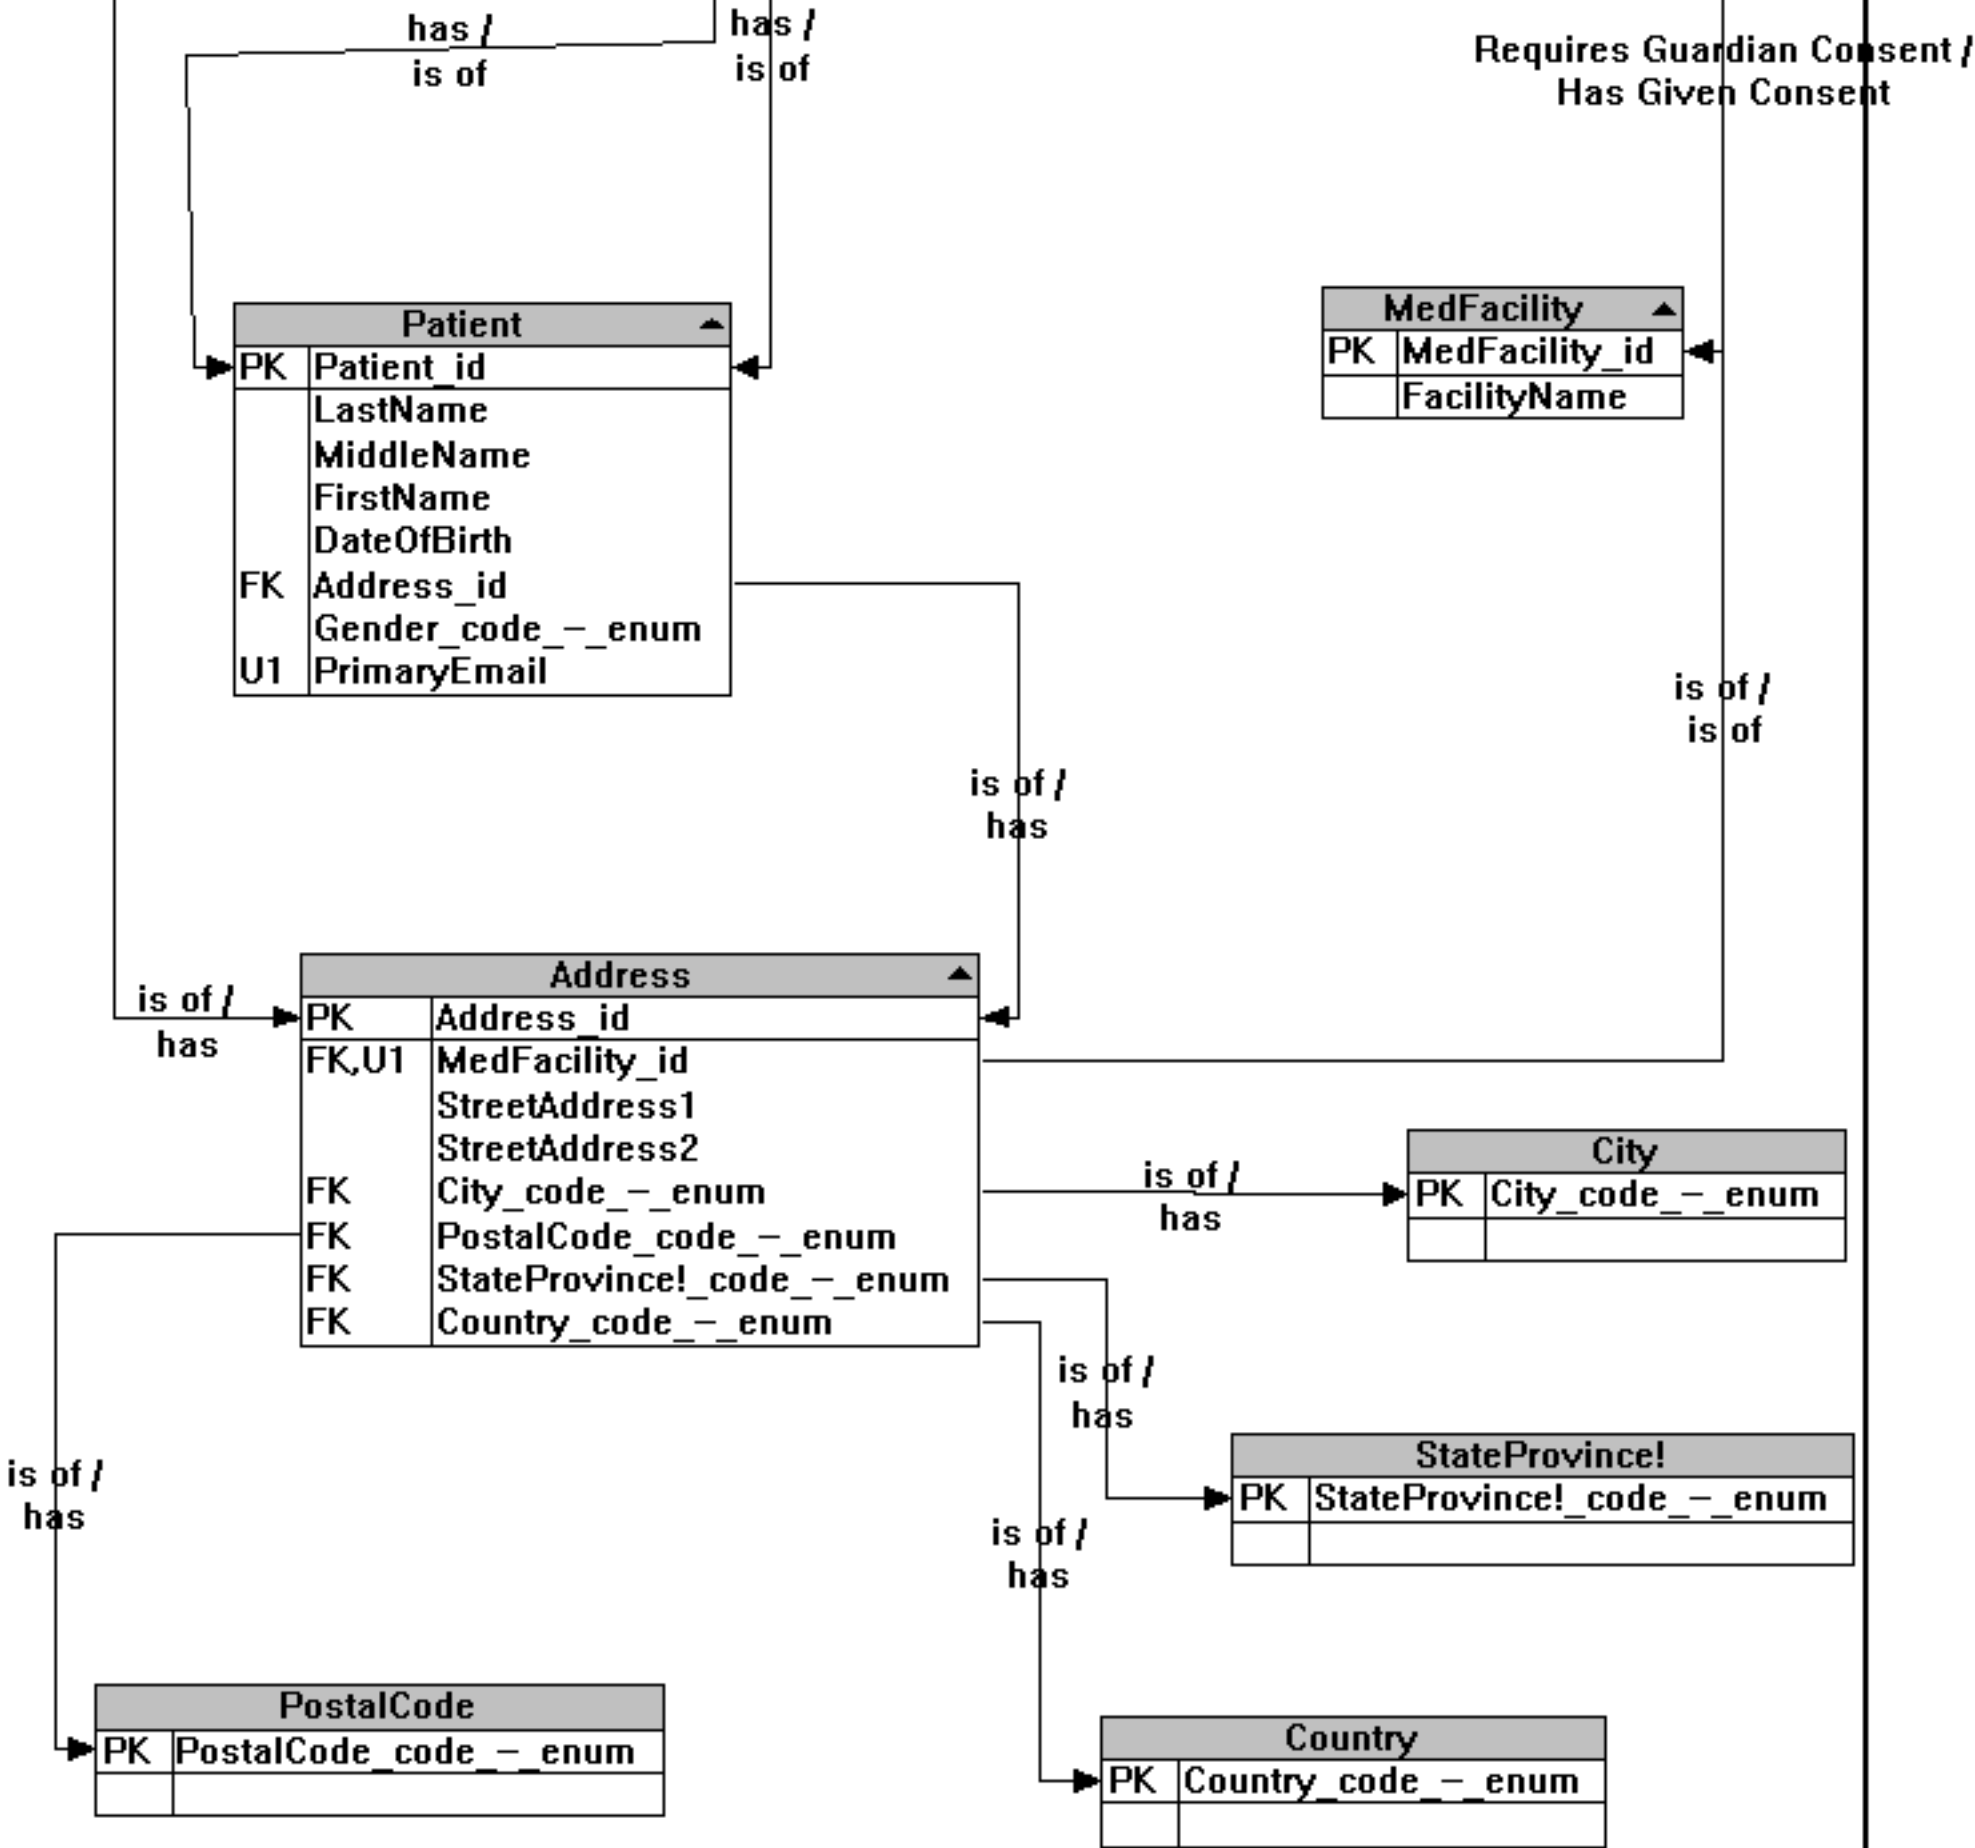 has /
is of
has /
is of
Requires Guardian Consent /
Has Given Consent
Patient
PK Patient_id
LastName
MiddleName
FirstName
DateOfBirth
FK Address_id
Gender_code_-_enum
U1 PrimaryEmail
MedFacility
PK MedFacility_id
FacilityName
is of /
is of
is of /
has
is of /
has
Address
PK Address_id
FK,U1 MedFacility_id
StreetAddress1
StreetAddress2
FK City_code_-_enum
FK PostalCode_code_-_enum
FK StateProvince!_code_-_enum
FK Country_code_-_enum
is of /
has
City
PK City_code_-_enum
is of /
has
StateProvince!
PK StateProvince!_code_-_enum
is of /
has
is of /
has
PostalCode
PK PostalCode_code_-_enum
Country
PK Country_code_-_enum